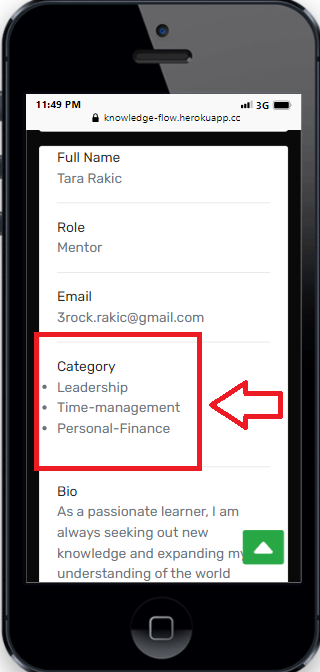 11:49 PM
3G
knowledge-flow.herokuapp.cc
Full Name
Tara Rakic
Role
Mentor
Email
3rock.rakic@gmail.com
Category
• Leadership
• Time-management
• Personal-Finance
Bio
As a passionate learner, I am
always seeking out new
knowledge and expanding my
understanding of the world